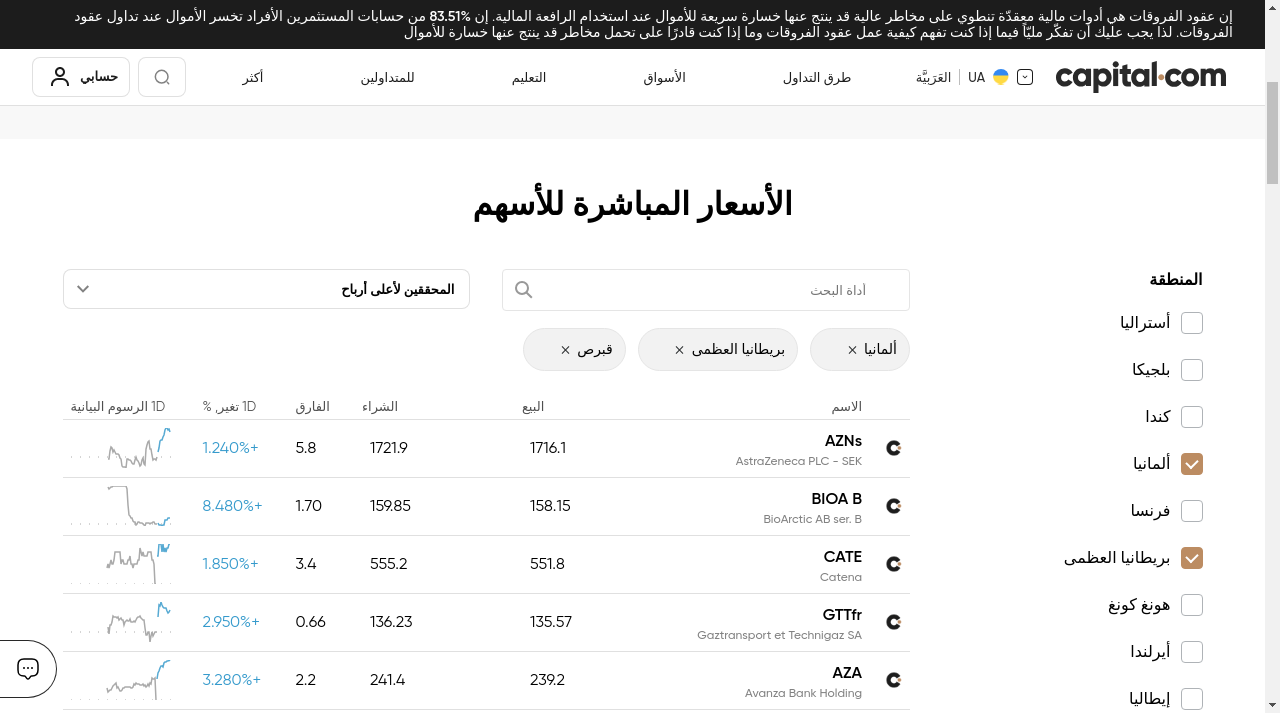 إن عقود الفروقات هي أدوات مالية معقدّة تنطوي على مخاطر عالية قد ينتج عنها خسارة سريعة للأموال عند استخدام الرافعة المالية. إن 83.51% من حسابات المستثمرين الأفراد تخسر الأموال عند تداول عقود
الفروقات. لذا يجب عليك أن تفكّر مليّاً فيما إذا كنت تفهم كيفية عمل عقود الفروقات وما إذا كنت قادرًا على تحمل مخاطر قد ينتج عنها خسارة للأموال
capital.com UA العَرَبيَّة طرق التداول الأسواق التعليم للمتداولين أكثر حسابي
الأسعار المباشرة للأسهم
المنطقة
أستراليا
بلجيكا
كندا
ألمانيا
فرنسا
بريطانيا العظمى
هونغ كونغ
أيرلندا
إيطاليا
أداة البحث
المحققين لأعلى أرباح
ألمانيا × بريطانيا العظمى × قبرص ×
الاسم البيع الشراء الفارق 1D تغير, % 1D الرسوم البيانية
AZNs 1716.1 1721.9 5.8 1.240%+
AstraZeneca PLC - SEK
BIOA B 158.15 159.85 1.70 8.480%+
BioArctic AB ser. B
CATE 551.8 555.2 3.4 1.850%+
Catena
GTTfr 135.57 136.23 0.66 2.950%+
Gaztransport et Technigaz SA
AZA 239.2 241.4 2.2 3.280%+
Avanza Bank Holding